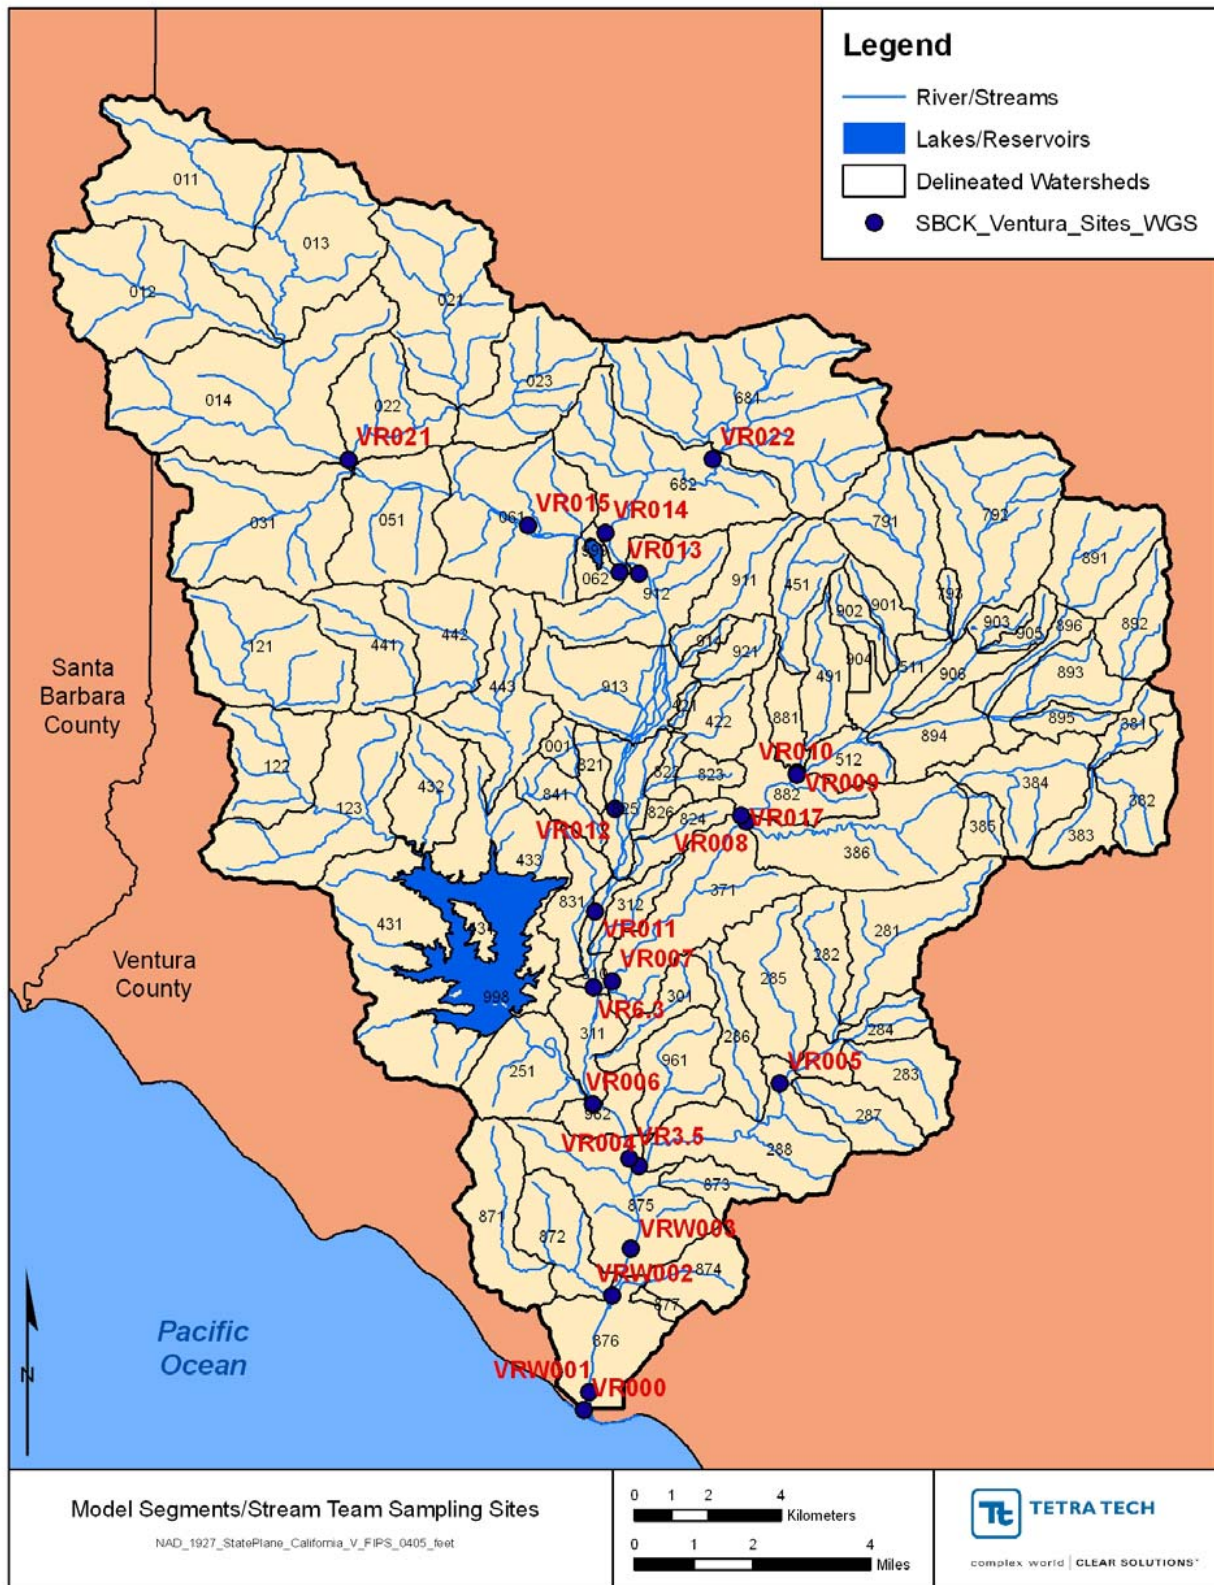 Legend
River/Streams
Lakes/Reservoirs
Delineated Watersheds
SBCK_Ventura_Sites_WGS
011
013
012
021
023
014
022
681
VR021
VR022
682
VR015
VR014
061
031
051
791
792
VR013
062
912
911
451
891
902
901
793
903
905
896
892
121
441
442
921
904
491
511
906
893
Santa
Barbara
County
443
913
421
422
881
895
381
894
001
821
822
823
VR010
512
122
432
841
VR009
384
882
123
826
824
VR017
382
VR012
VR008
385
383
433
386
371
831
312
431
281
VR011
282
285
Ventura
County
VR007
998
301
VR6.3
311
286
284
961
251
283
VR005
VR006
287
VR004
VR3.5
288
873
871
875
872
VRW003
874
VRW002
877
Pacific
Ocean
876
N
VRW001
VR000
Model Segments/Stream Team Sampling Sites
NAD_1927_StatePlane_California_V_FIPS_0405_feet
0 1 2 4
Kilometers
0 1 2 4
Miles
Tt TETRA TECH
complex world | CLEAR SOLUTIONS